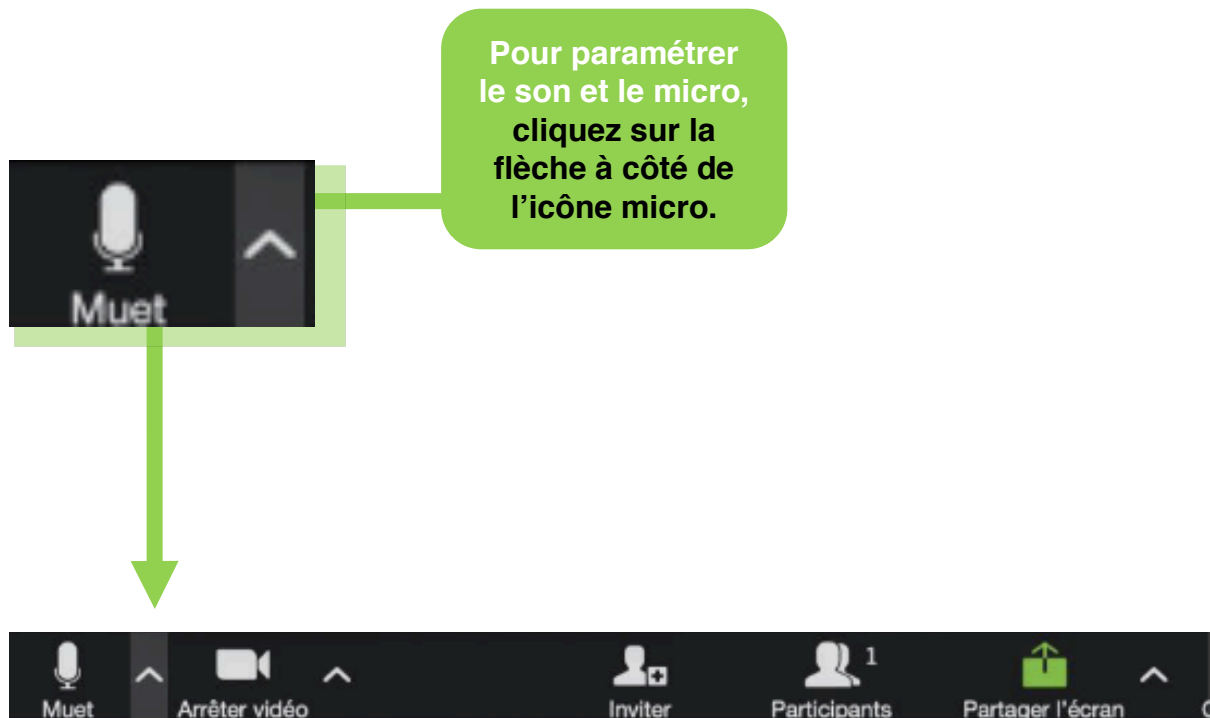 Pour paramétrer
le son et le micro,
cliquez sur la
flèche à côté de
l’icône micro.
Muet
1
Muet
Arrêter vidéo
Inviter
Participants
Partager l'écran